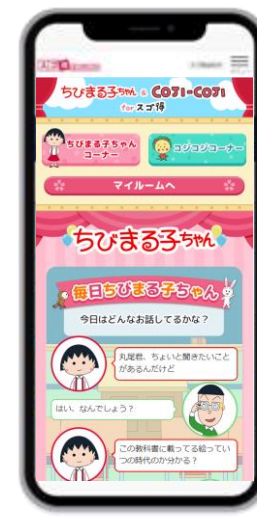 ちびまる子ちゃん & COJI-COJI
for スゴ得
ちびまる子ちゃん
コーナー
コジコジコーナー
マイルームへ
ちびまる子ちゃん
毎日ちびまる子ちゃん
今日はどんなお話してるかな？
丸尾君、ちょいと聞きたいこと
があるんだけど
はい、なんでしょう？
この教科書に載ってる絵ってい
つの時代のか分かる？